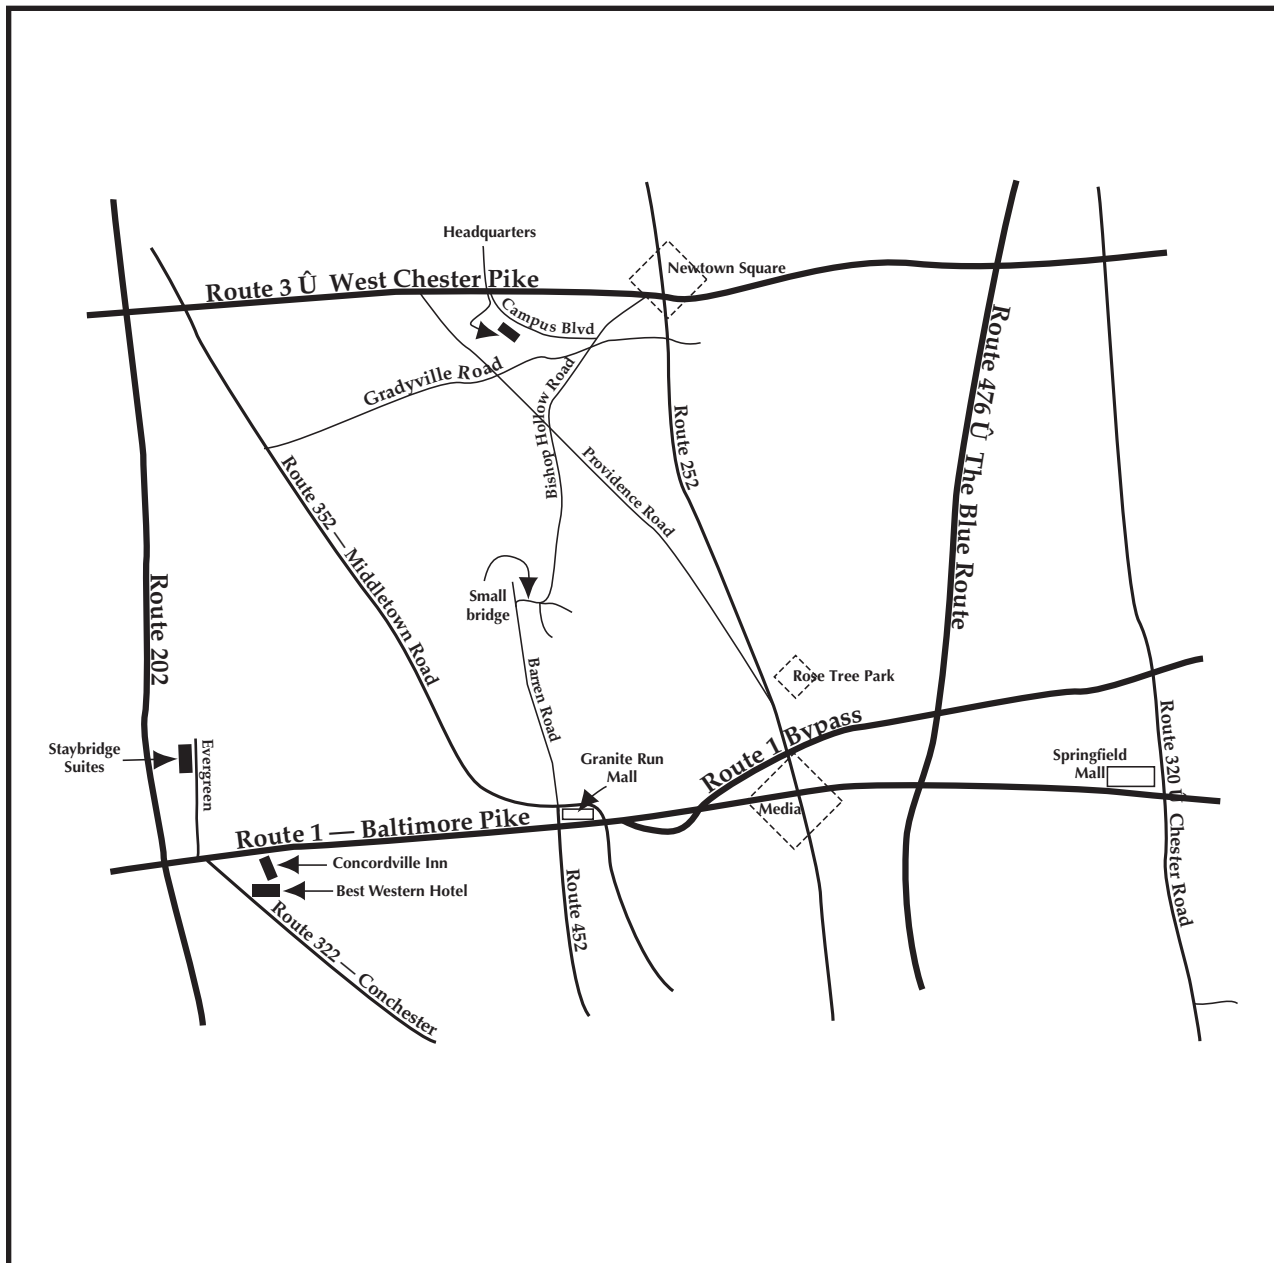 Headquarters
Newtown Square
Route 3 Û West Chester Pike
Campus Blvd
Gradyville Road
Bishop Hollow Road
Route 476 Û The Blue Route
Route 252
Providence Road
Route 352 — Middletown Road
Route 202
Small
bridge
Barren Road
Rose Tree Park
Route 1 Bypass
Staybridge
Suites
Evergreen
Granite Run
Mall
Springfield
Mall
Route 320 Û Chester Road
Media
Route 1 — Baltimore Pike
Concordville Inn
Best Western Hotel
Route 452
Route 322 — Conchester